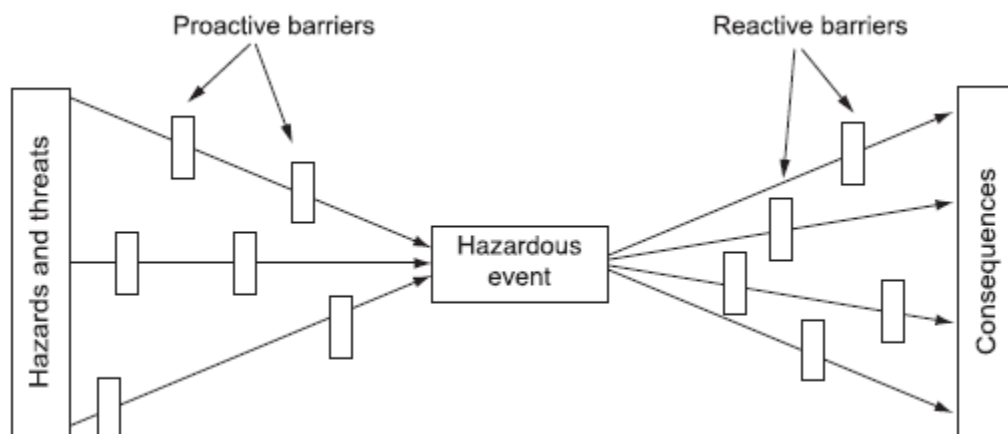 Proactive barriers
Reactive barriers
Hazards and threats
Hazardous
event
Consequences